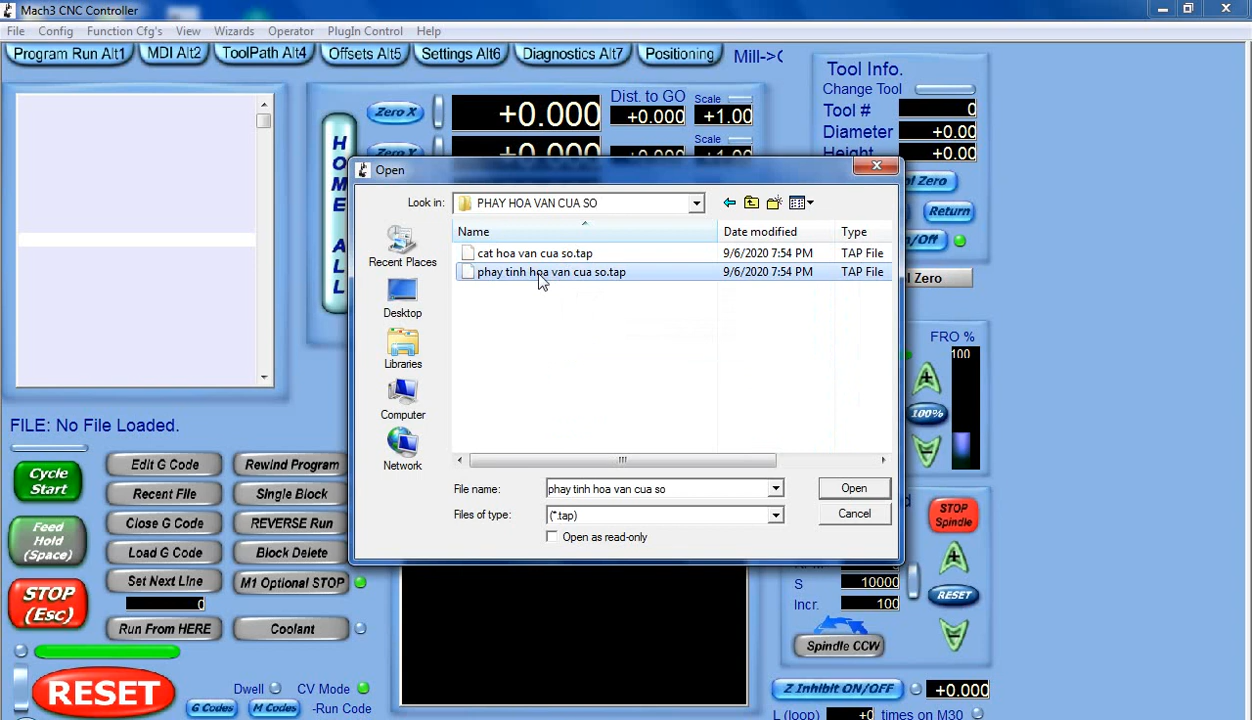 Mach3 CNC Controller
File Config Function Cfg's View Wizards Operator PlugIn Control Help
Program Run Alt1 MDI Alt2 ToolPath Alt4 Offsets Alt5 Settings Alt6 Diagnostics Alt7 Positioning Mill->G
Tool Info.
Change Tool
Tool # 0
Diameter +0.00
Height +0.00
HOME ALL
Zero X +0.000
Dist. to GO
+0.000
Scale
+1.00
Zero Y
Scale
Zero
Return
n/Off
l Zero
Open
Look in: PHAY HOA VAN CUA SO
Name Date modified Type
cat hoa van cua so.tap 9/6/2020 7:54 PM TAP File
phay tinh hoa van cua so.tap 9/6/2020 7:54 PM TAP File
Recent Places
Desktop
Libraries
Computer
Network
File name: phay tinh hoa van cua so
Open
Files of type: (*.tap)
Cancel
Open as read-only
FRO %
100
100%
FILE: No File Loaded.
Cycle Start
Feed Hold (Space)
STOP (Esc)
Edit G Code Rewind Program
Recent File Single Block
Close G Code REVERSE Run
Load G Code Block Delete
Set Next Line M1 Optional STOP
0
Run From HERE Coolant
RESET
Dwell CV Mode
G Codes M Codes -Run Code
STOP Spindle
S 10000
Incr. 100
RESET
Spindle CCW
Z Inhibit ON/OFF +0.000
L (loop) +0 times on M30